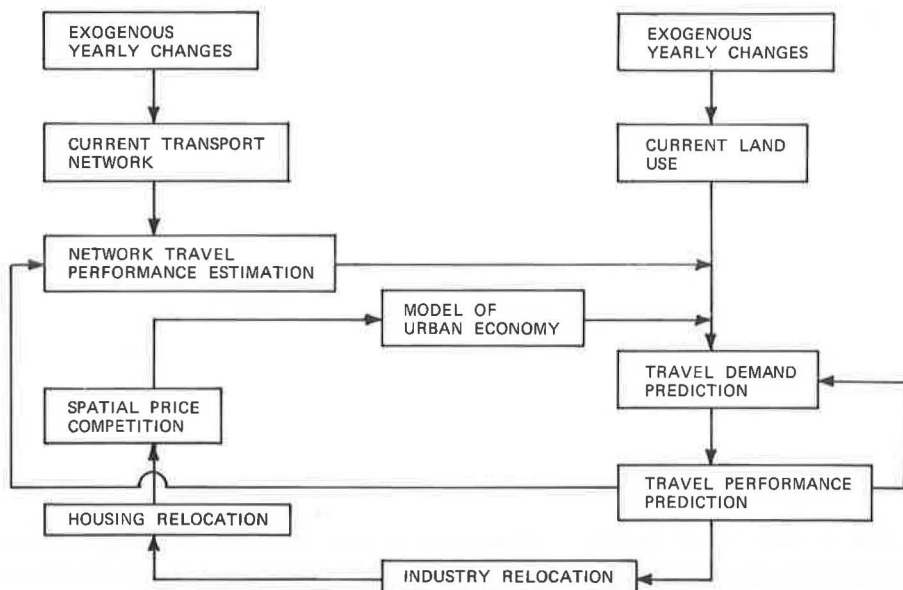 EXOGENOUS
YEARLY CHANGES
EXOGENOUS
YEARLY CHANGES
CURRENT TRANSPORT
NETWORK
CURRENT LAND
USE
NETWORK TRAVEL
PERFORMANCE ESTIMATION
MODEL OF
URBAN ECONOMY
TRAVEL DEMAND
PREDICTION
SPATIAL PRICE
COMPETITION
TRAVEL PERFORMANCE
PREDICTION
HOUSING RELOCATION
INDUSTRY RELOCATION